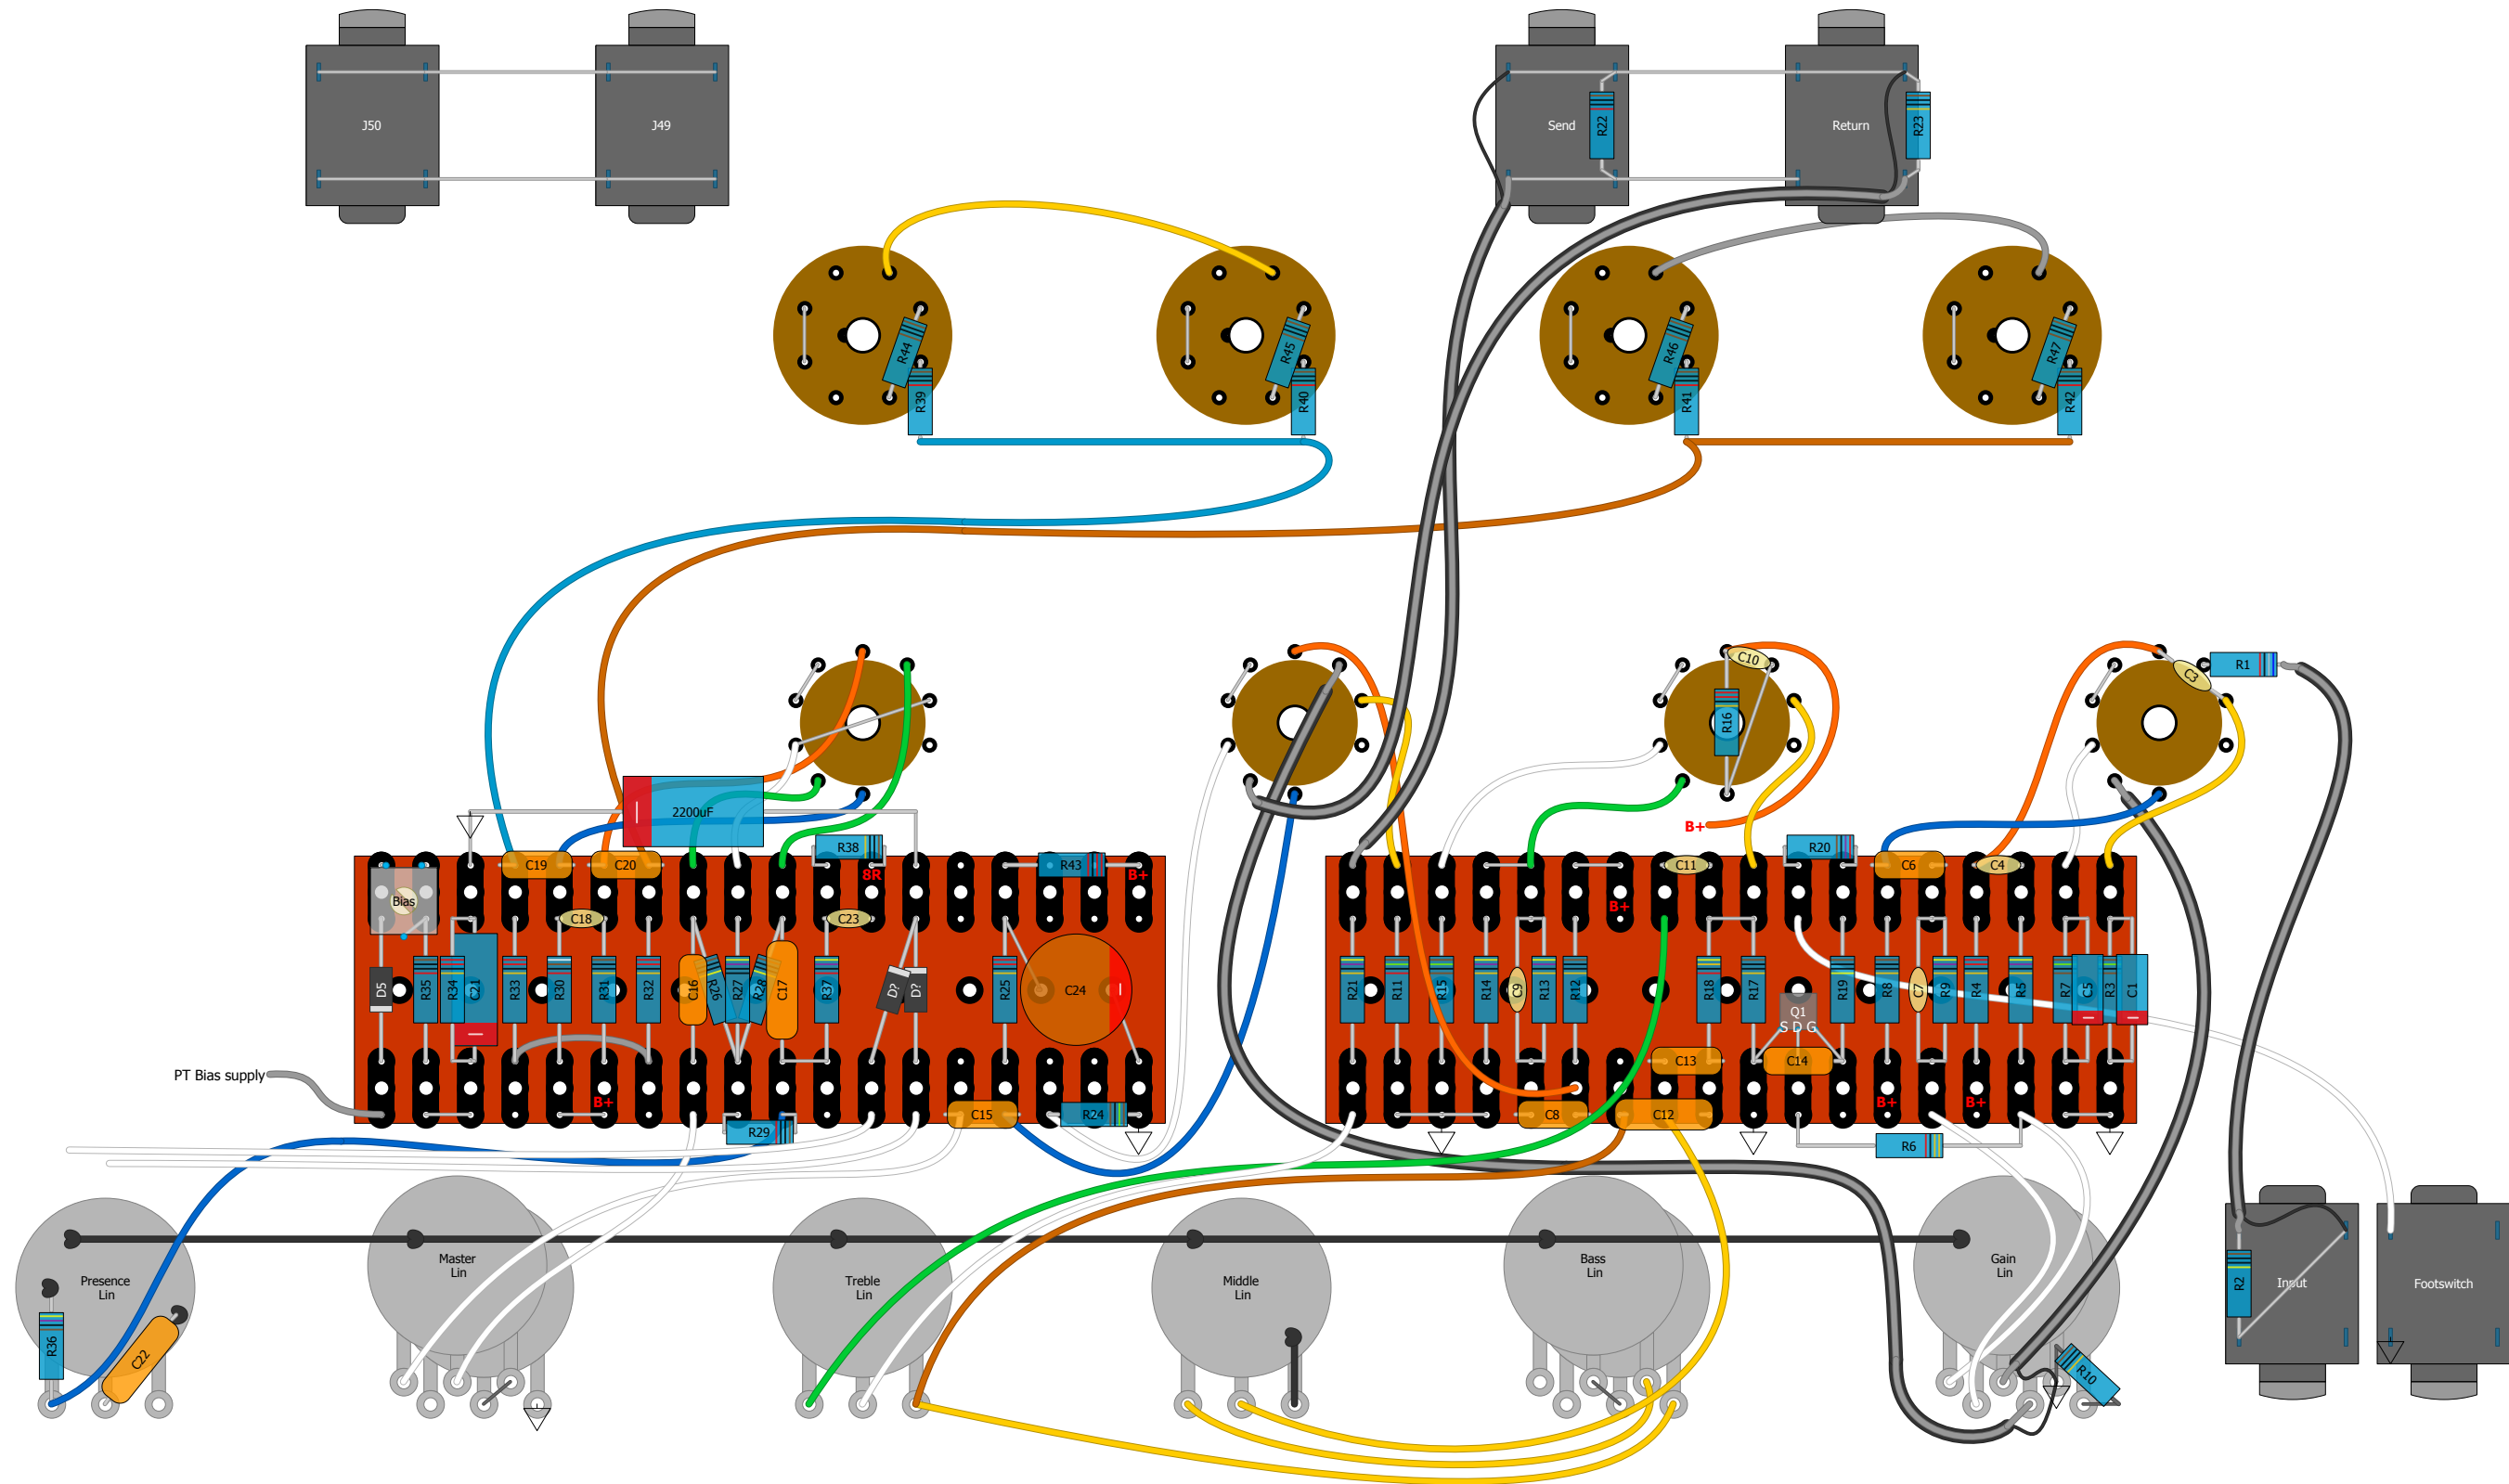 J50
J49
Send
R22
Return
R23
R44
R39
R45
R40
R46
R41
R47
R42
C10
C3
R1
R16
2200uF
B+
R38
8R
R43
B+
R20
C19
C20
C11
C6
C4
Bias
C18
C23
B+
D5
R35
R34
C21
R33
R30
R31
R32
C16
R26
R27
R28
C17
R37
D?
D?
R25
C24
R21
R11
R15
R14
C9
R13
R12
R18
R17
Q1
S D G
R19
R8
C7
R9
R4
R5
R7
C5
R3
C1
PT Bias supply
B+
C15
R24
R29
C13
C14
C8
C12
B+
B+
R6
Presence
Lin
Master
Lin
Treble
Lin
Middle
Lin
Bass
Lin
Gain
Lin
R2
Input
Footswitch
R36
C22
R10